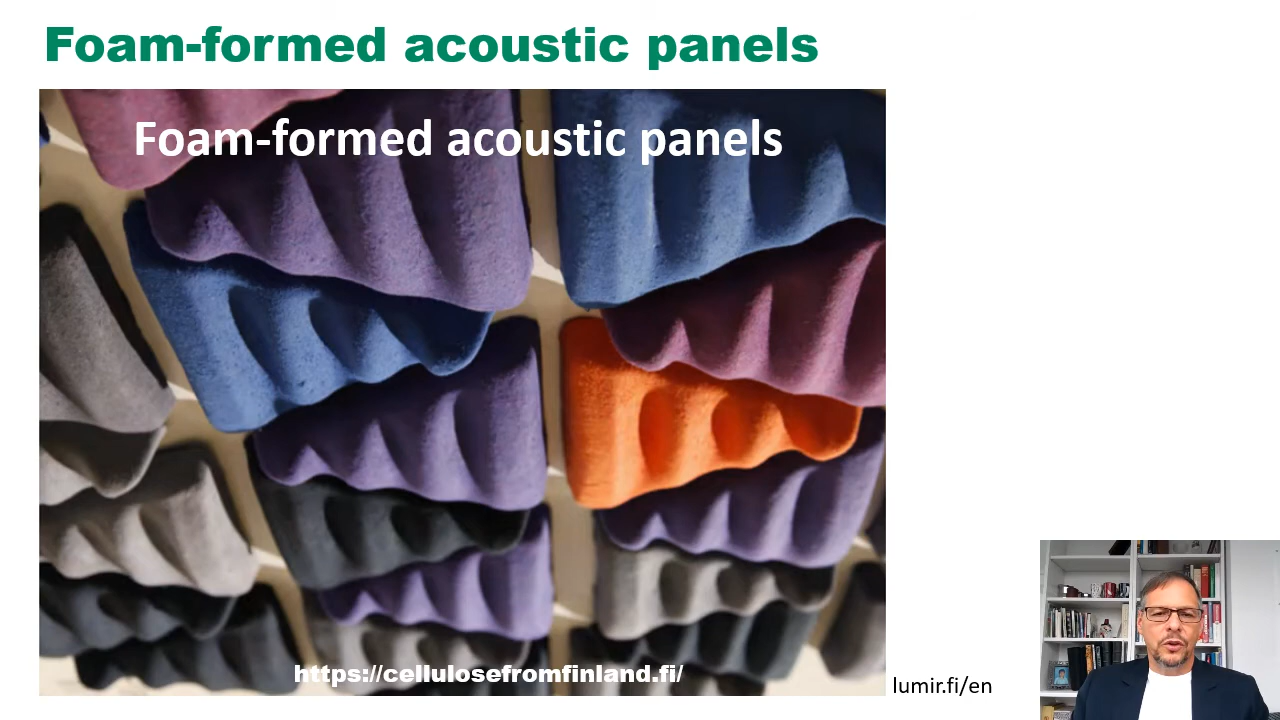 Foam-formed acoustic panels
Foam-formed acoustic panels
https://cellulosefromfinland.fi/
lumir.fi/en